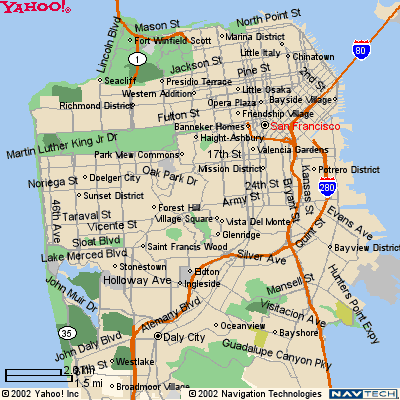 YAHOO!
Mason St
North Point St
Lincoln Blvd
Fort Winfield Scott
Marina District
80
Little Italy
1
Jackson St
Chinatown
Pine St
2nd St
Seacliff
Presidio Terrace
Western Addition
Little Osaka
Richmond District
Opera Plaza
Bayside Village
Fulton St
Friendship Village
Banneker Homes
San Francisco
Martin Luther King Jr Dr
Haight-Ashbury
Valencia Gardens
Park View Commons
17th St
Noriega St
Doelger City
Oak Park Dr
Mission District
Potrero District
24th St
Kansas St
280
Sunset District
Army St
Bryant St
48th Ave
Forest Hill
Taraval St
Village Square
Vista Del Monte
Evans Ave
Vicente St
Quint St
Sloat Blvd
Glenridge
Saint Francis Wood
Bayview District
Lake Merced Blvd
Silver Ave
Stonestown
Edton
Holloway Ave
Ingleside
Mansell St
Hunters Point Expy
John Muir Dr
Alemany Blvd
Visitacion Ave
35
Oceanview
Bayshore
Daly City
John Daly Blvd
Guadalupe Canyon Pky
Westlake
1.5 mi
Broadmoor Village
©2002 Yahoo! Inc
©2002 Navigation Technologies
NAVTECH